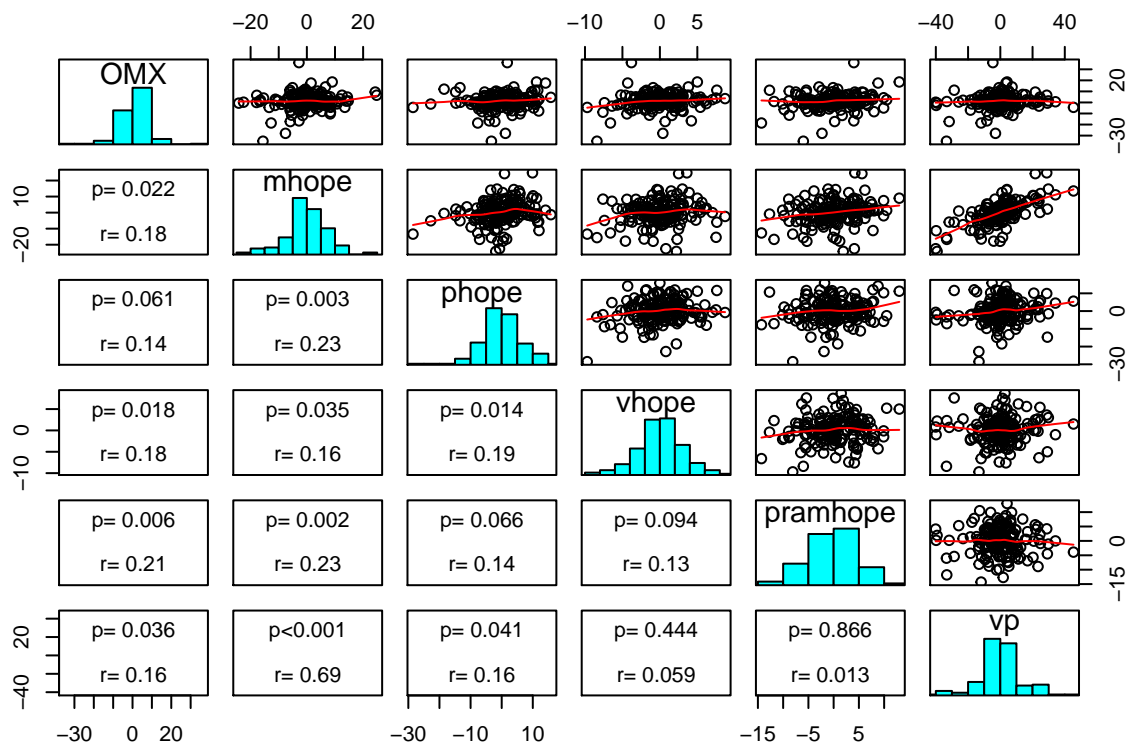 −20 0 20 −10 0 5 −40 0 40
OMX
−30 0 20
p= 0.022
r= 0.18
mhope
−20 10
p= 0.061
r= 0.14
p= 0.003
r= 0.23
phope
−30 0
p= 0.018
r= 0.18
p= 0.035
r= 0.16
p= 0.014
r= 0.19
vhope
−10 0
p= 0.006
r= 0.21
p= 0.002
r= 0.23
p= 0.066
r= 0.14
p= 0.094
r= 0.13
pramhope
−15 0
p= 0.036
r= 0.16
p<0.001
r= 0.69
p= 0.041
r= 0.16
p= 0.444
r= 0.059
p= 0.866
r= 0.013
vp
−40 20
−30 0 20 −30 −10 10 −15 −5 5